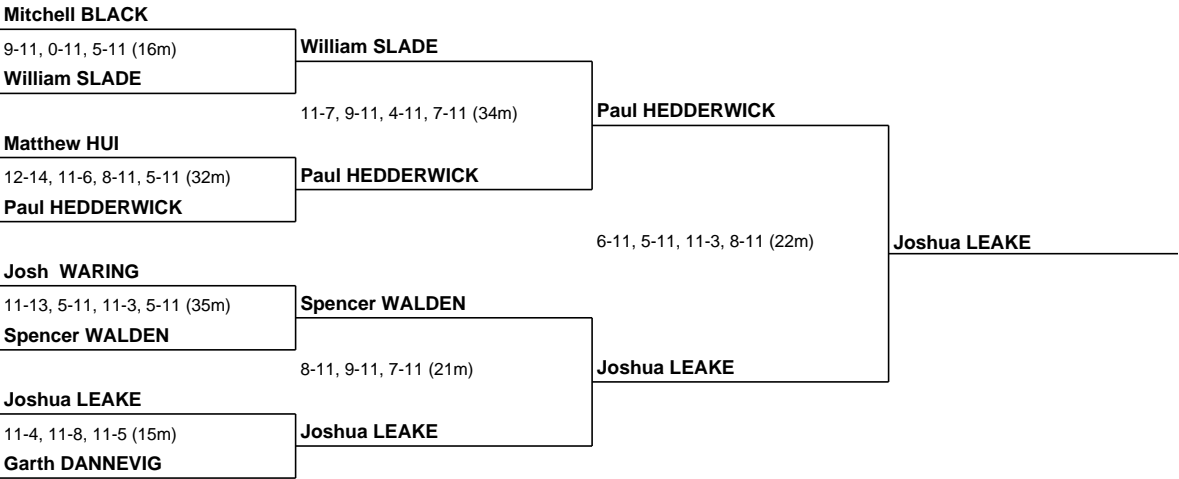 Mitchell BLACK
9-11, 0-11, 5-11 (16m)
William SLADE
William SLADE
11-7, 9-11, 4-11, 7-11 (34m)
Matthew HUI
12-14, 11-6, 8-11, 5-11 (32m)
Paul HEDDERWICK
Paul HEDDERWICK
Paul HEDDERWICK
6-11, 5-11, 11-3, 8-11 (22m)
Joshua LEAKE
Josh  WARING
11-13, 5-11, 11-3, 5-11 (35m)
Spencer WALDEN
Spencer WALDEN
8-11, 9-11, 7-11 (21m)
Joshua LEAKE
Joshua LEAKE
11-4, 11-8, 11-5 (15m)
Garth DANNEVIG
Joshua LEAKE